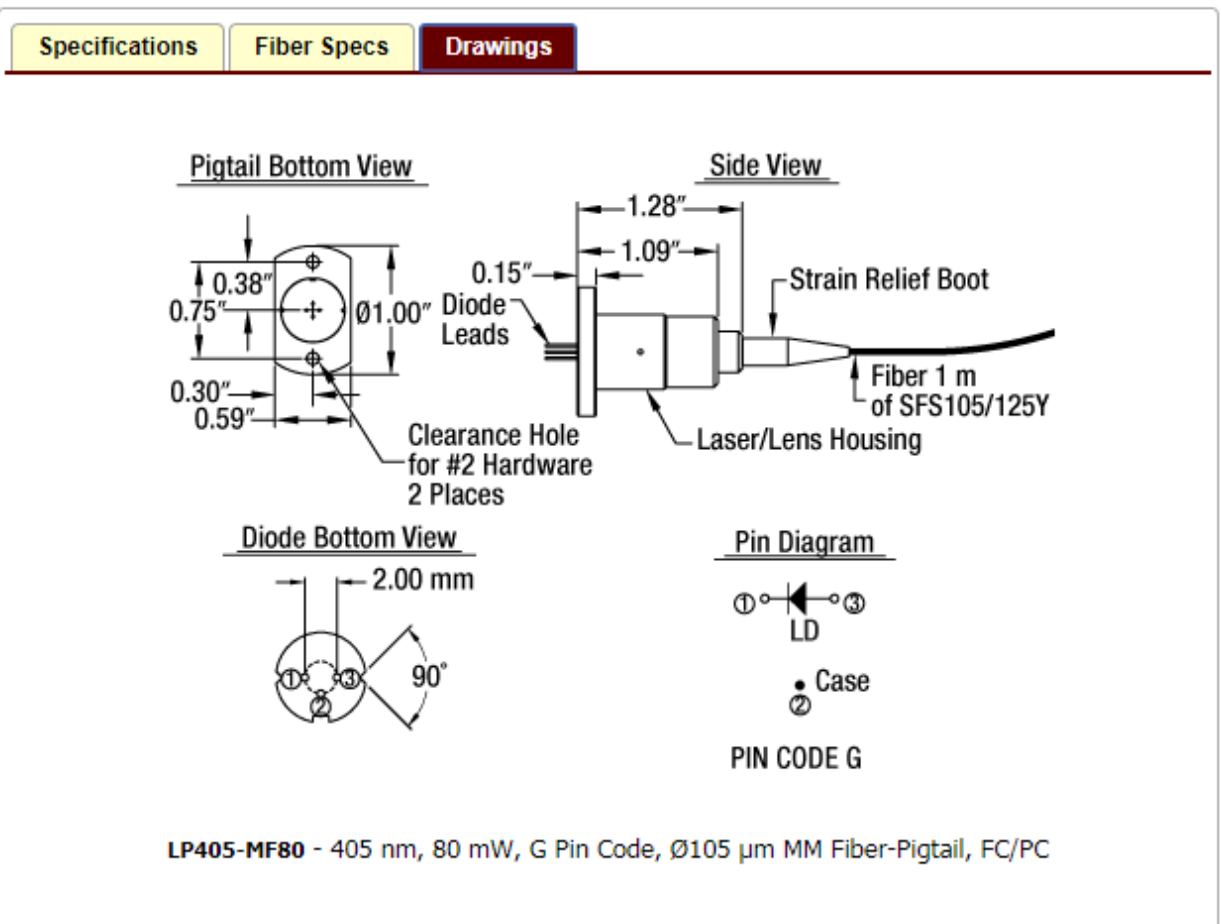 Specifications
Fiber Specs
Drawings
Pigtail Bottom View
Side View
0.38″
0.75″
Ø1.00″
0.30″
0.59″
Clearance Hole
for #2 Hardware
2 Places
1.28″
1.09″
0.15″
Diode
Leads
Strain Relief Boot
Fiber 1 m
of SFS105/125Y
Laser/Lens Housing
Diode Bottom View
2.00 mm
① ③
②
90°
Pin Diagram
① ③
LD
Case
②
PIN CODE G
LP405-MF80 - 405 nm, 80 mW, G Pin Code, Ø105 µm MM Fiber-Pigtail, FC/PC